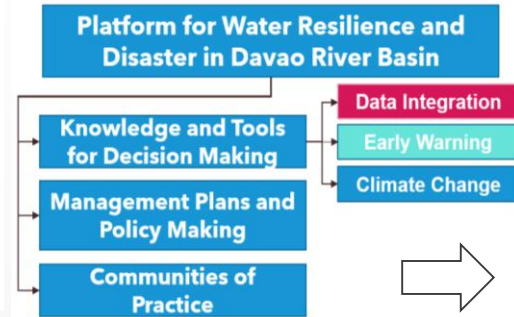 Platform for Water Resilience and
Disaster in Davao River Basin
Knowledge and Tools
for Decision Making
Data Integration
Early Warning
Climate Change
Management Plans and
Policy Making
Communities of
Practice